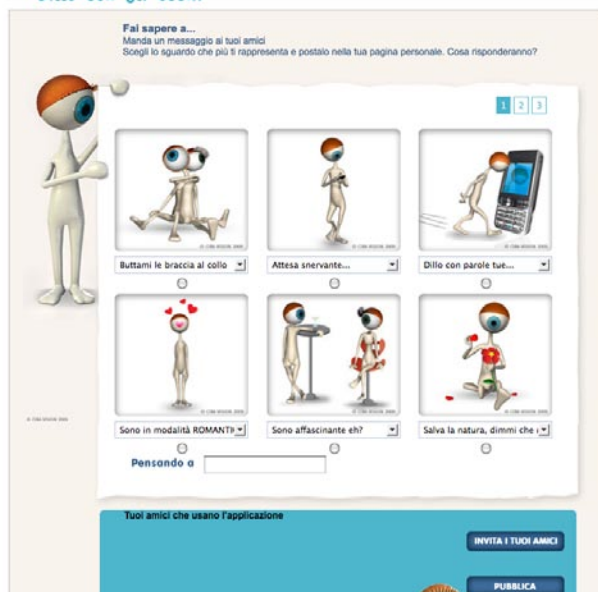 Fai sapere a...
Manda un messaggio ai tuoi amici
Scegli lo sguardo che più ti rappresenta e postalo nella tua pagina personale. Cosa risponderanno?
1 2 3
Buttami le braccia al collo
Attesa snervante...
Dillo con parole tue...
Sono in modalità ROMANTI
Sono affascinante eh?
Salva la natura, dimmi che
Pensando a
Tuoi amici che usano l'applicazione
INVITA I TUOI AMICI
PUBBLICA